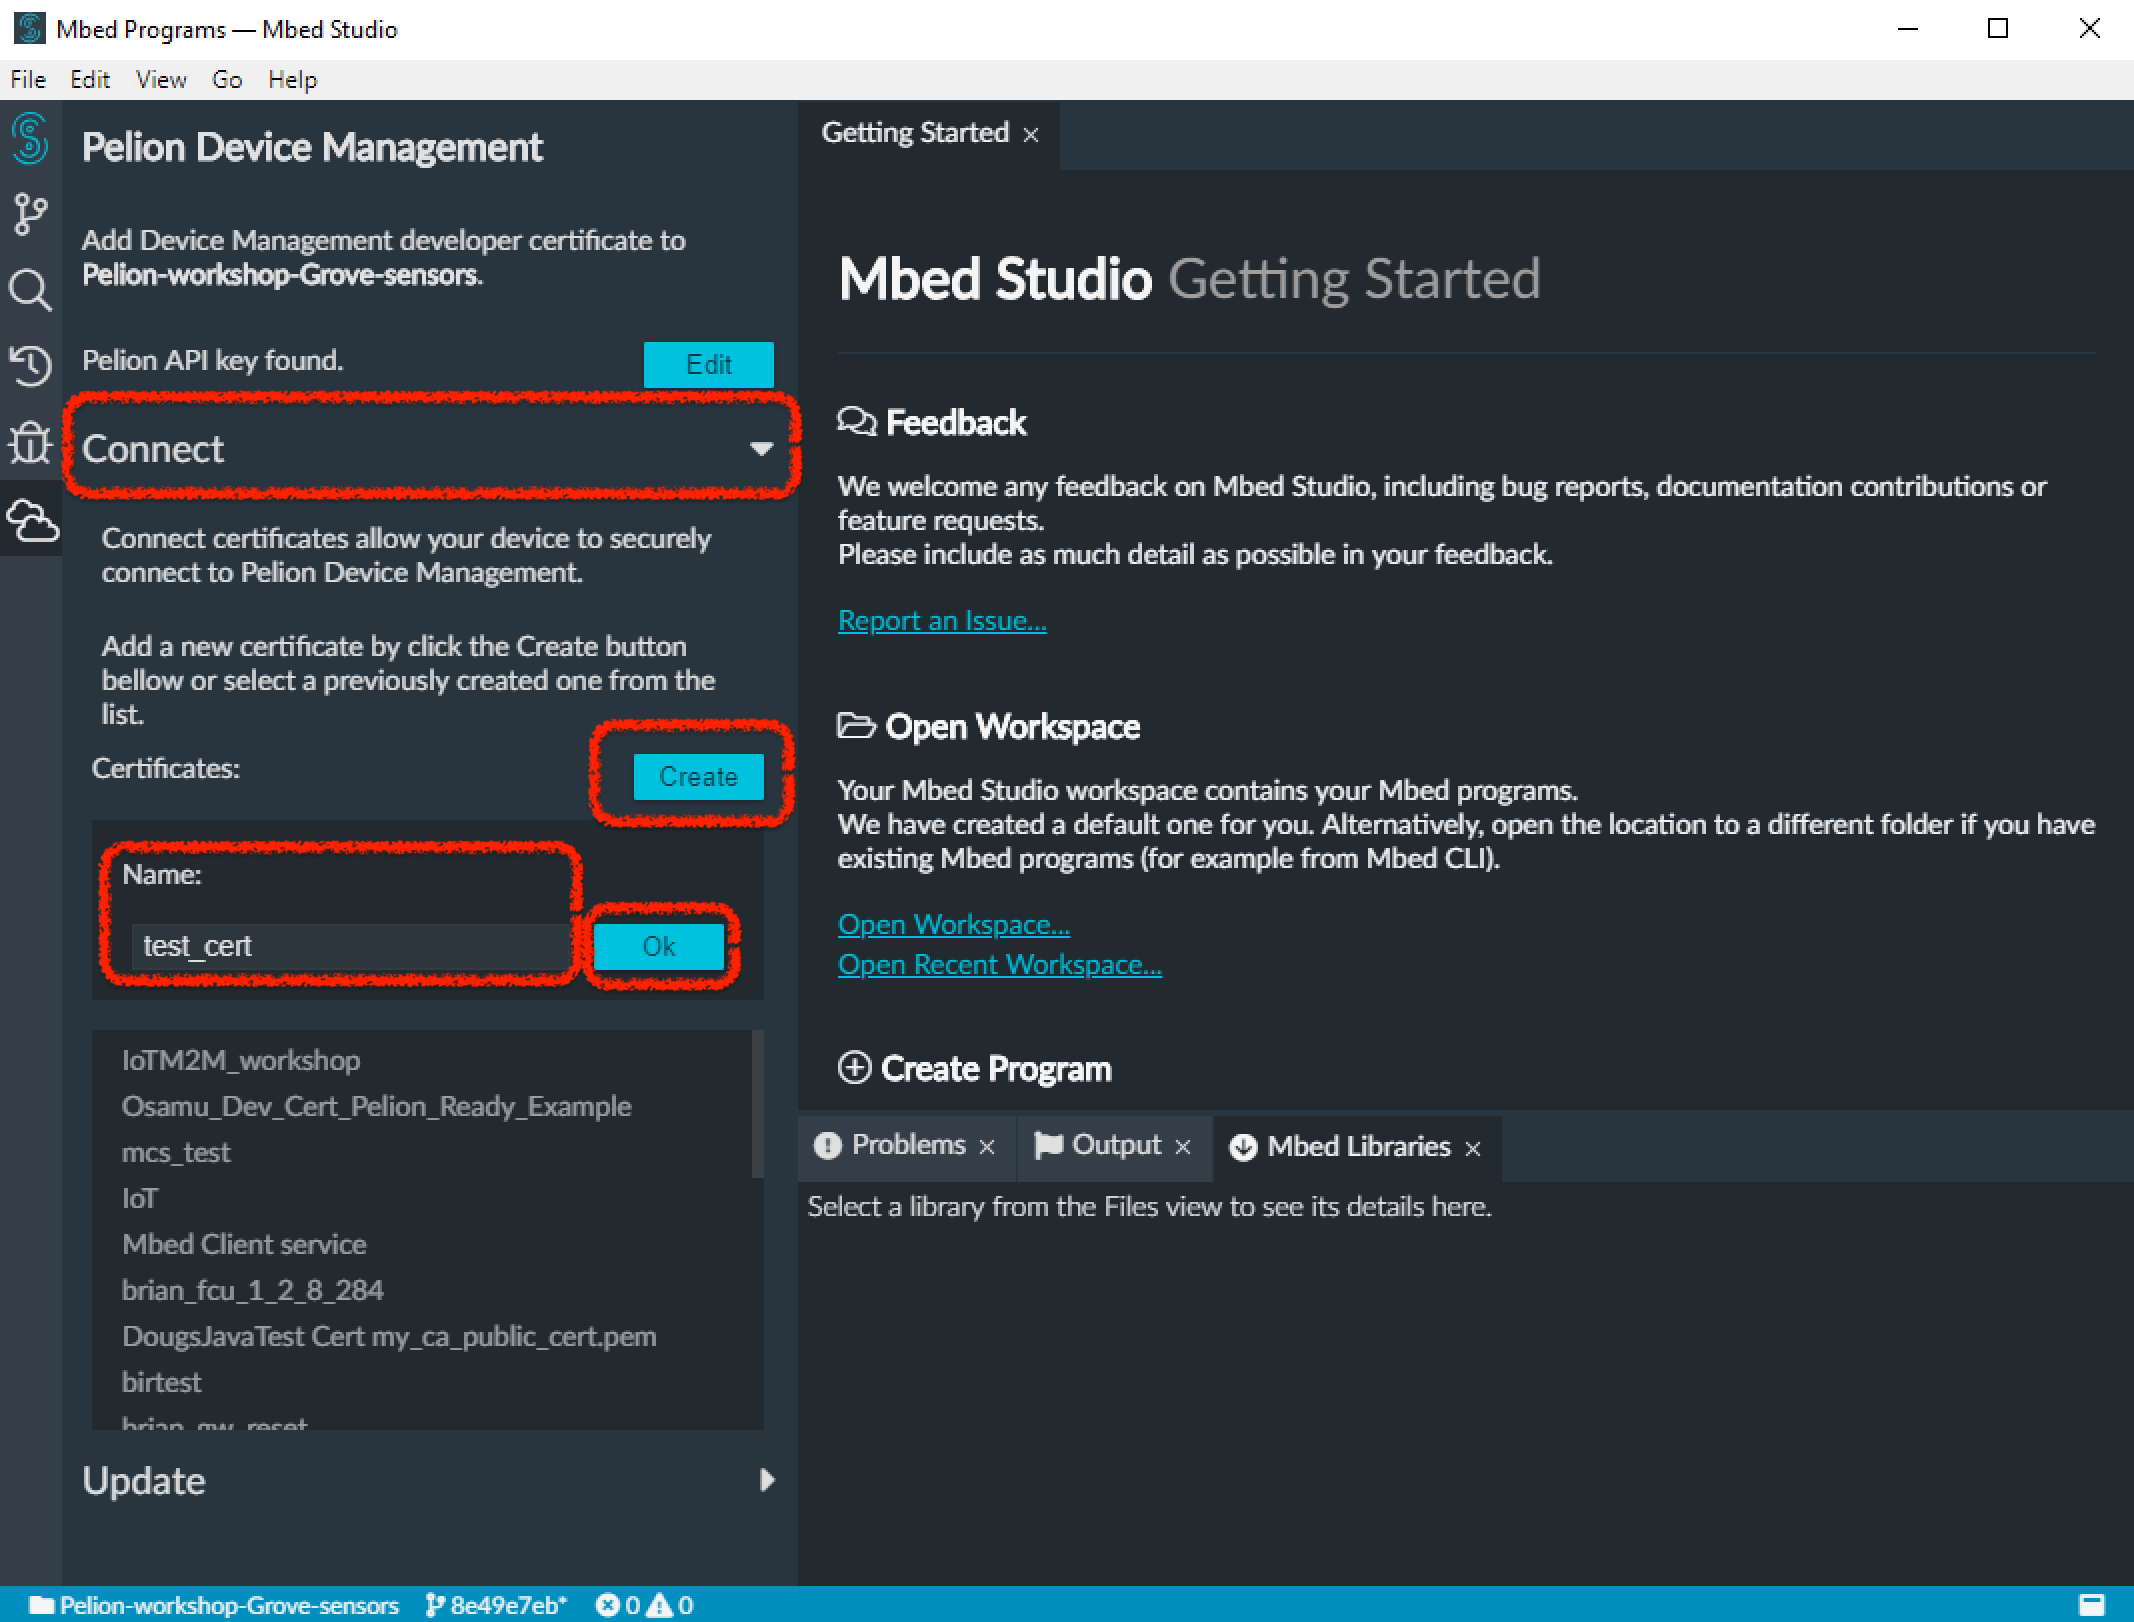 Mbed Programs — Mbed Studio
File Edit View Go Help
Pelion Device Management
Add Device Management developer certificate to
Pelion-workshop-Grove-sensors.
Pelion API key found.
Edit
Connect
Connect certificates allow your device to securely
connect to Pelion Device Management.
Add a new certificate by click the Create button
bellow or select a previously created one from the
list.
Certificates:
Create
Name:
test_cert
Ok
IoTM2M_workshop
Osamu_Dev_Cert_Pelion_Ready_Example
mcs_test
IoT
Mbed Client service
brian_fcu_1_2_8_284
DougsJavaTest Cert my_ca_public_cert.pem
birtest
brian_gw_reset
Update
Getting Started
Mbed Studio Getting Started
Feedback
We welcome any feedback on Mbed Studio, including bug reports, documentation contributions or
feature requests.
Please include as much detail as possible in your feedback.
Report an Issue...
Open Workspace
Your Mbed Studio workspace contains your Mbed programs.
We have created a default one for you. Alternatively, open the location to a different folder if you have
existing Mbed programs (for example from Mbed CLI).
Open Workspace...
Open Recent Workspace...
Create Program
Problems
Output
Mbed Libraries
Select a library from the Files view to see its details here.
Pelion-workshop-Grove-sensors 8e49e7eb* 0 0